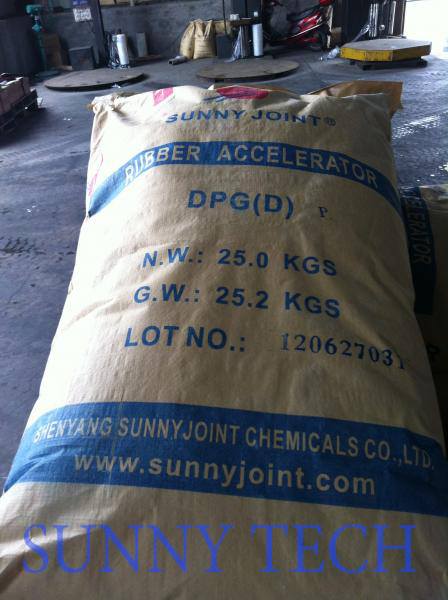 SUNNY JOINT®
RUBBER ACCELERATOR
DPG(D) P
N.W.: 25.0 KGS
G.W.: 25.2 KGS
LOT NO.: 120627031
SHENYANG SUNNYJOINT CHEMICALS CO.,LTD.
www.sunnyjoint.com
SUNNY TECH